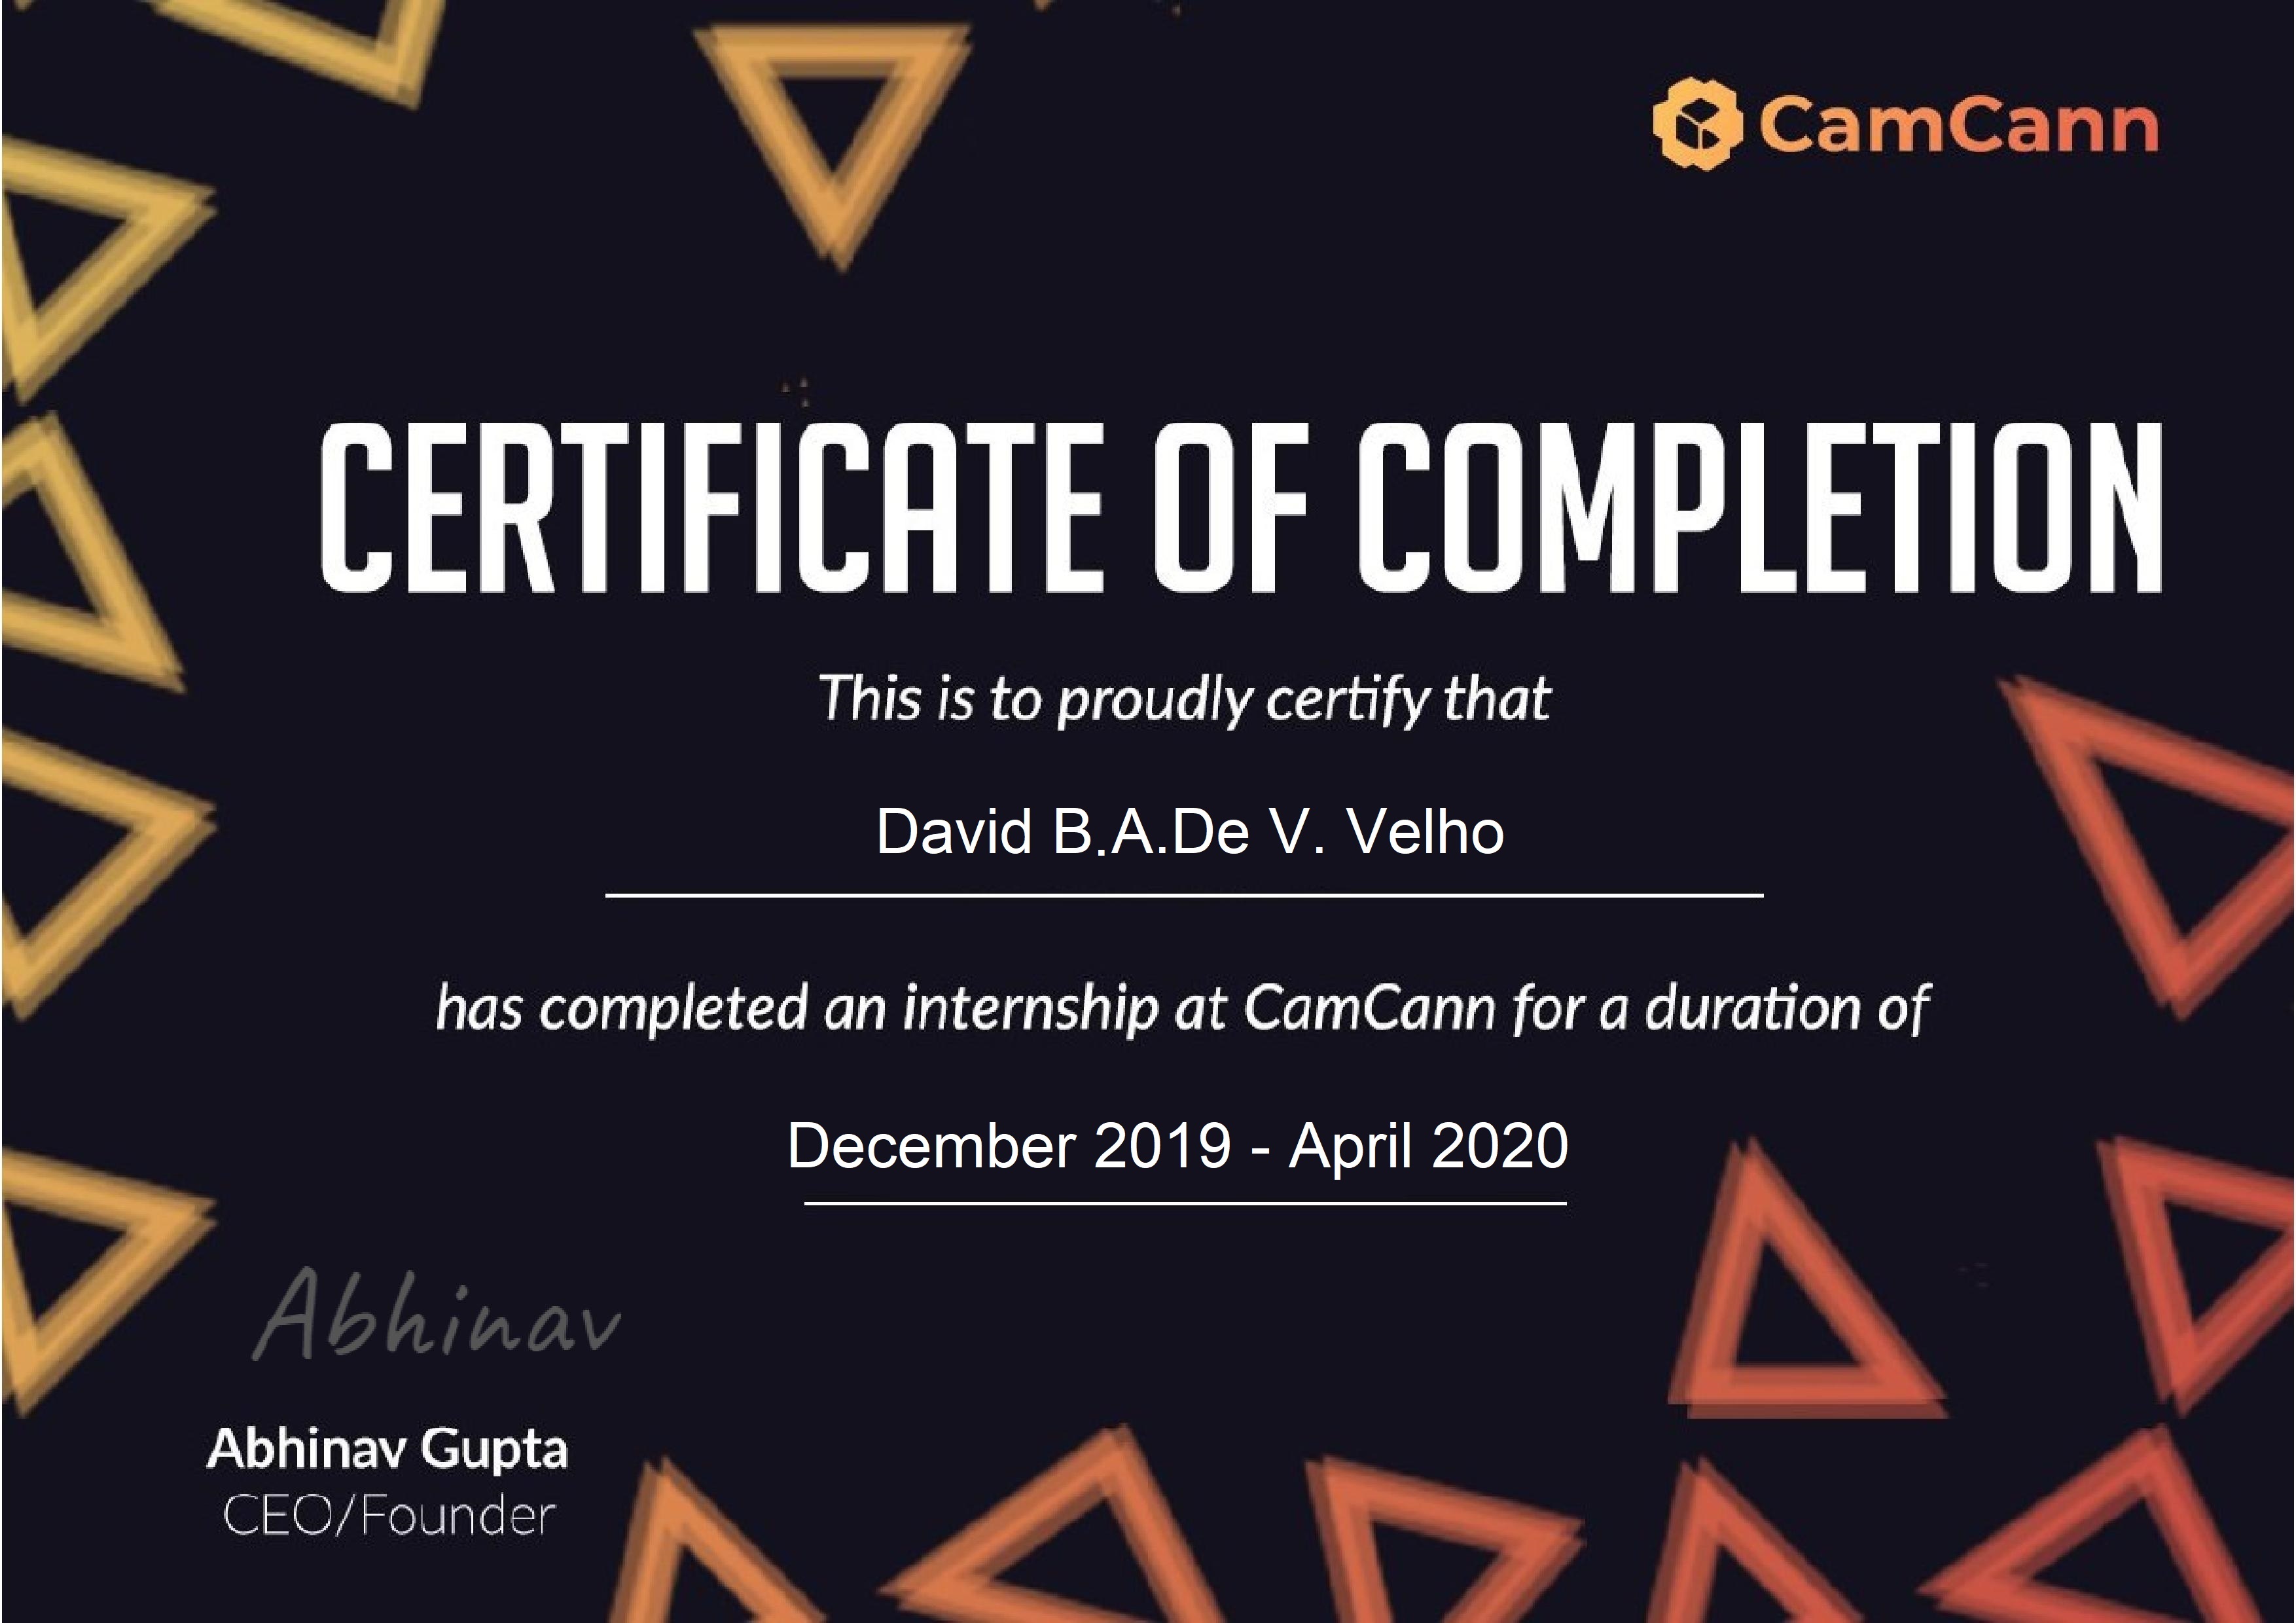 CamCann
CERTIFICATE OF COMPLETION
This is to proudly certify that
David B.A.De V. Velho
has completed an internship at CamCann for a duration of
December 2019 - April 2020
Abhinav
Abhinav Gupta
CEO/Founder